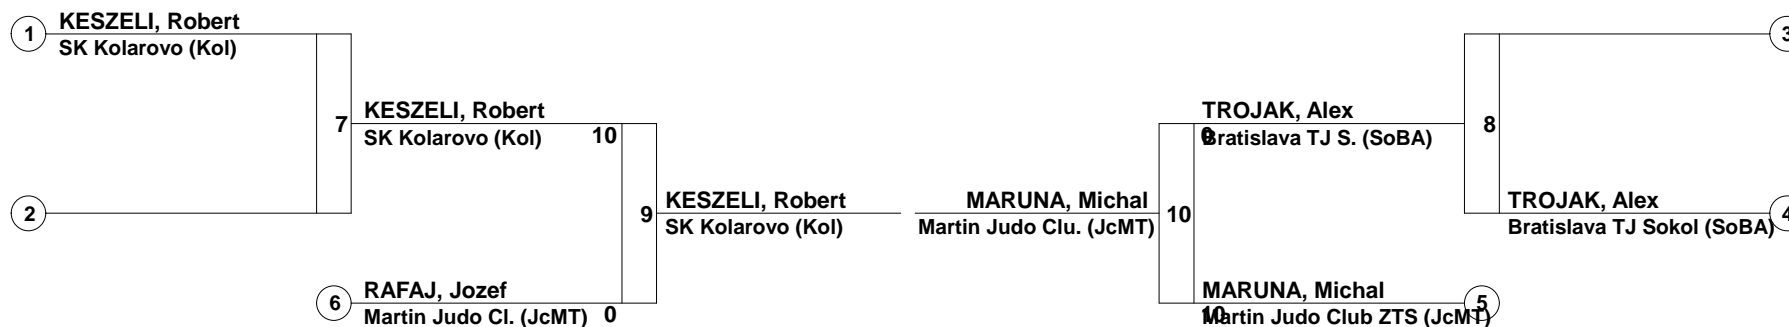 1
KESZELI, Robert
SK Kolarovo (Kol)
2
7
KESZELI, Robert
SK Kolarovo (Kol)
10
6
RAFAJ, Jozef
Martin Judo Cl. (JcMT)
0
9
KESZELI, Robert
SK Kolarovo (Kol)
MARUNA, Michal
Martin Judo Clu. (JcMT)
10
TROJAK, Alex
0
Bratislava TJ S. (SoBA)
MARUNA, Michal
10
Martin Judo Club ZTS (JcMT)
5
8
3
TROJAK, Alex
Bratislava TJ Sokol (SoBA)
4